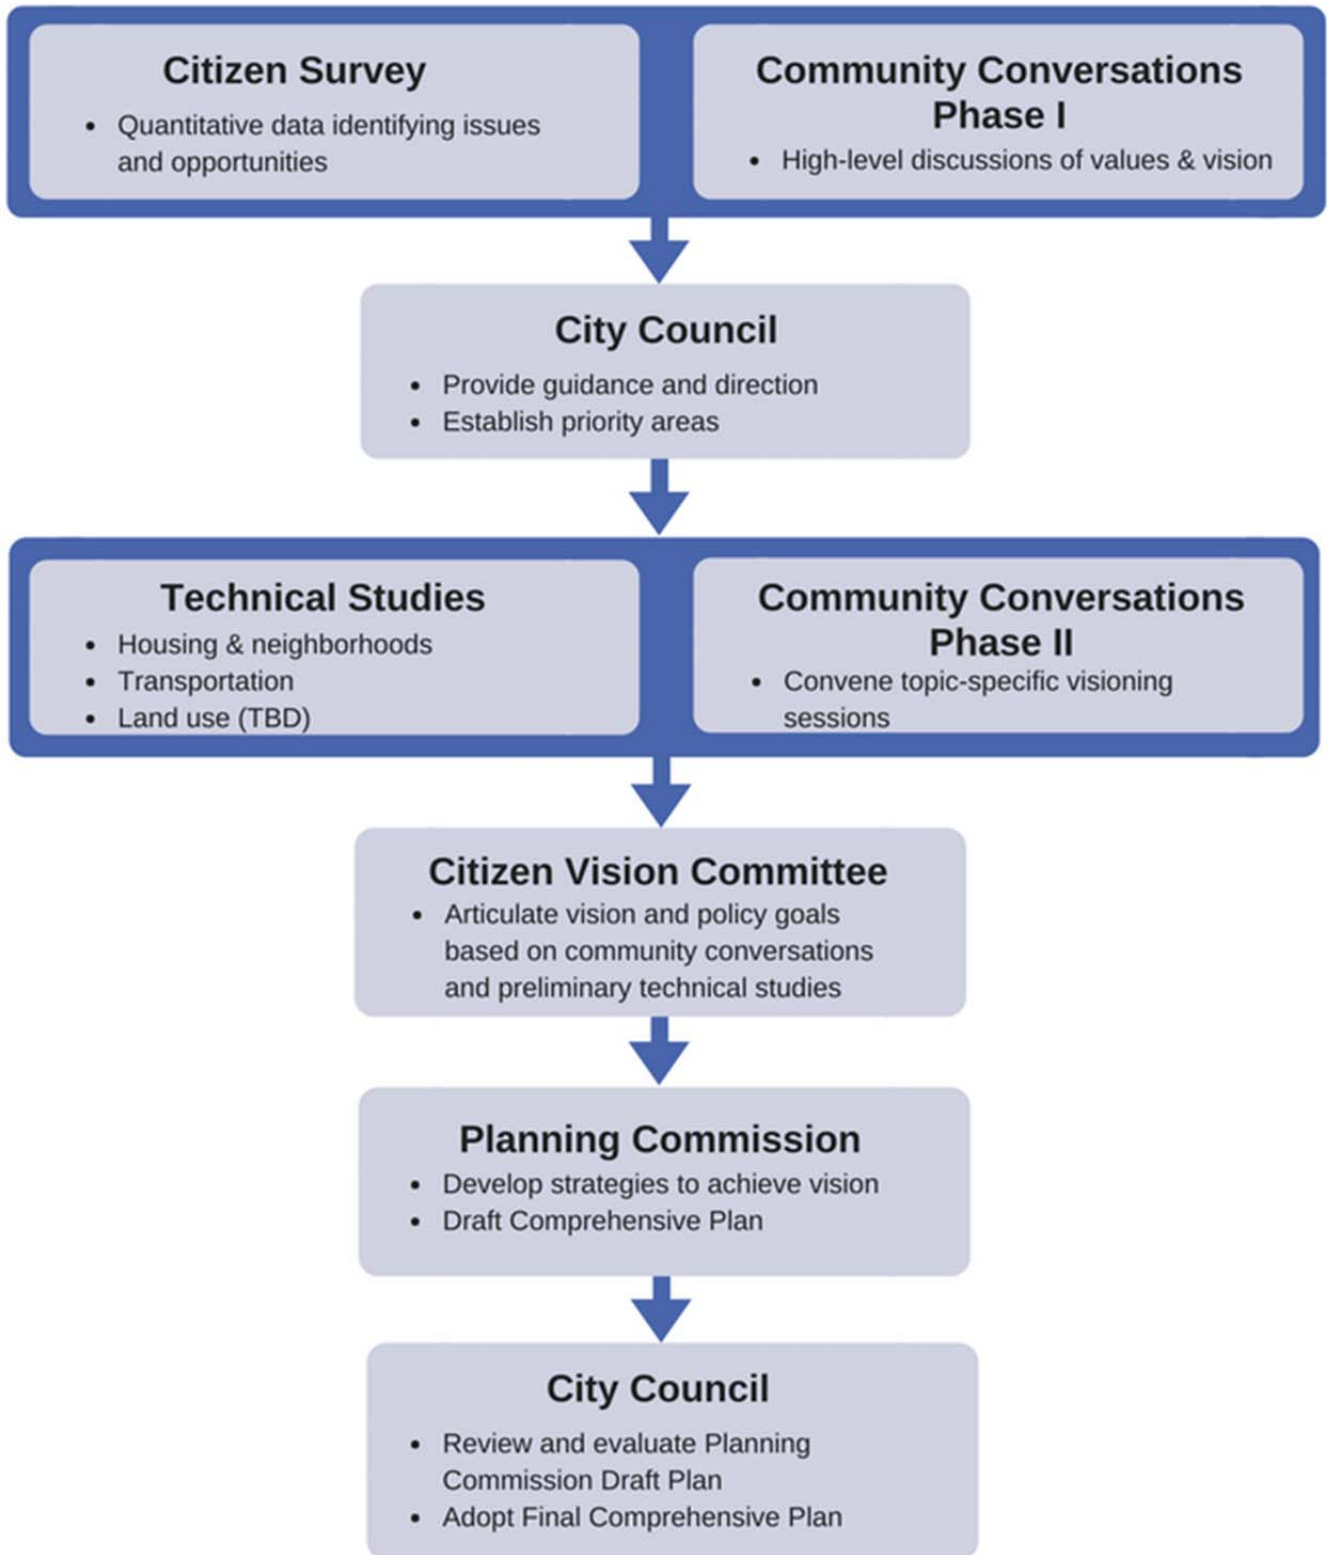 Citizen Survey
• Quantitative data identifying issues
and opportunities
Community Conversations
Phase I
• High-level discussions of values & vision
City Council
• Provide guidance and direction
• Establish priority areas
Technical Studies
• Housing & neighborhoods
• Transportation
• Land use (TBD)
Community Conversations
Phase II
• Convene topic-specific visioning
sessions
Citizen Vision Committee
• Articulate vision and policy goals
based on community conversations
and preliminary technical studies
Planning Commission
• Develop strategies to achieve vision
• Draft Comprehensive Plan
City Council
• Review and evaluate Planning
Commission Draft Plan
• Adopt Final Comprehensive Plan